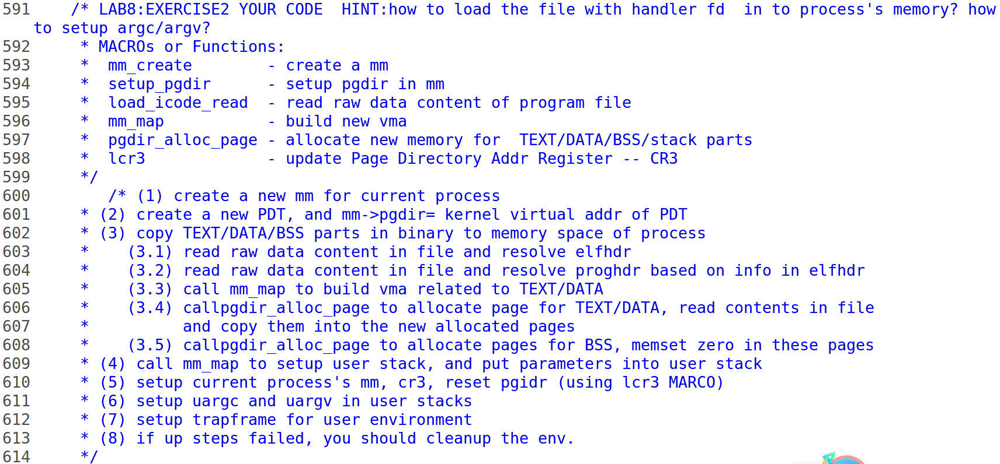 591    /* LAB8:EXERCISE2 YOUR CODE  HINT:how to load the file with handler fd  in to process's memory? how
to setup argc/argv?
592     * MACROs or Functions:
593     *  mm_create        - create a mm
594     *  setup_pgdir      - setup pgdir in mm
595     *  load_icode_read  - read raw data content of program file
596     *  mm_map           - build new vma
597     *  pgdir_alloc_page - allocate new memory for  TEXT/DATA/BSS/stack parts
598     *  lcr3             - update Page Directory Addr Register -- CR3
599     */
600        /* (1) create a new mm for current process
601     * (2) create a new PDT, and mm->pgdir= kernel virtual addr of PDT
602     * (3) copy TEXT/DATA/BSS parts in binary to memory space of process
603     *    (3.1) read raw data content in file and resolve elfhdr
604     *    (3.2) read raw data content in file and resolve proghdr based on info in elfhdr
605     *    (3.3) call mm_map to build vma related to TEXT/DATA
606     *    (3.4) callpgdir_alloc_page to allocate page for TEXT/DATA, read contents in file
607     *          and copy them into the new allocated pages
608     *    (3.5) callpgdir_alloc_page to allocate pages for BSS, memset zero in these pages
609     * (4) call mm_map to setup user stack, and put parameters into user stack
610     * (5) setup current process's mm, cr3, reset pgidr (using lcr3 MARCO)
611     * (6) setup uargc and uargv in user stacks
612     * (7) setup trapframe for user environment
613     * (8) if up steps failed, you should cleanup the env.
614     */